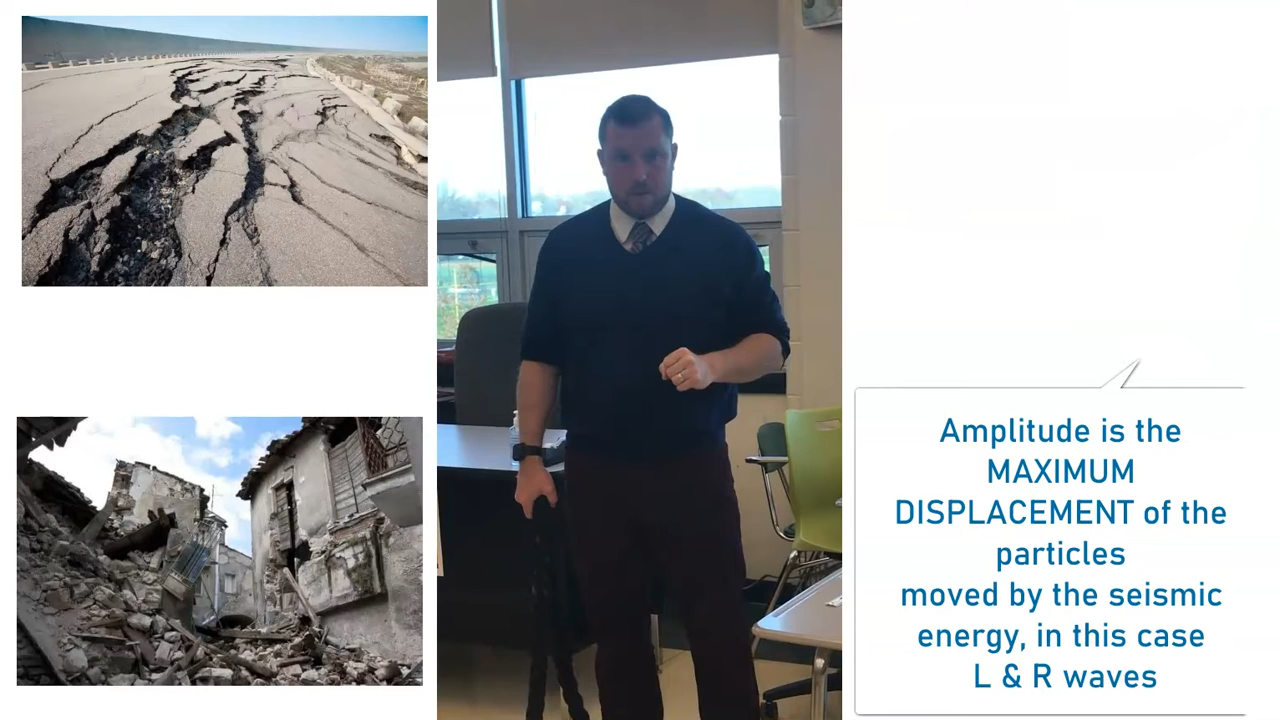 Amplitude is the
MAXIMUM
DISPLACEMENT of the
particles
moved by the seismic
energy, in this case
L & R waves